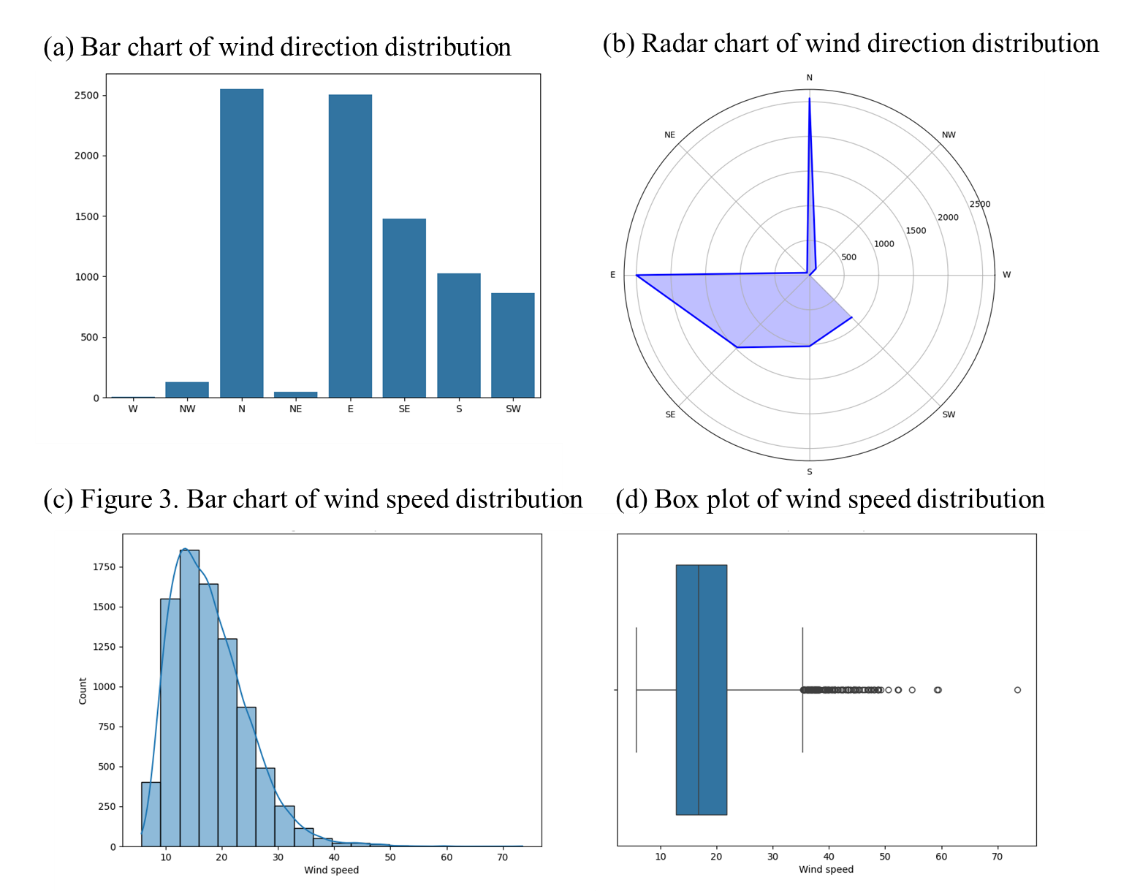 (a) Bar chart of wind direction distribution
2500
2000
1500
1000
500
0
W NW N NE E SE S SW
(b) Radar chart of wind direction distribution
N
NE NW
2500
2000
1500
1000
500
E W
SE SW
S
(c) Figure 3. Bar chart of wind speed distribution
1750
1500
1250
1000
Count
750
500
250
0
10 20 30 40 50 60 70
Wind speed
(d) Box plot of wind speed distribution
10 20 30 40 50 60 70
Wind speed